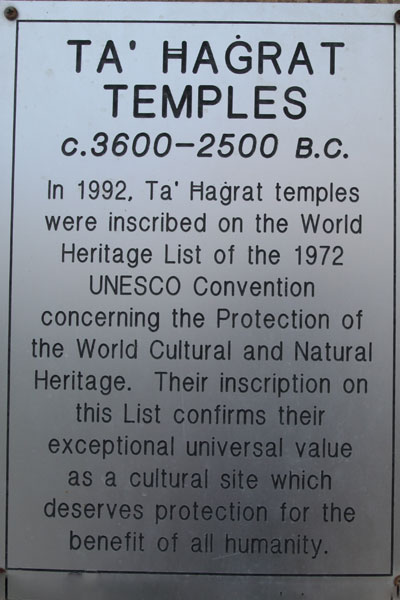 TA' ĦAĠRAT
TEMPLES
c.3600-2500 B.C.
In 1992, Ta' Ħaġrat temples
were inscribed on the World
Heritage List of the 1972
UNESCO Convention
concerning the Protection of
the World Cultural and Natural
Heritage. Their inscription on
this List confirms their
exceptional universal value
as a cultural site which
deserves protection for the
benefit of all humanity.